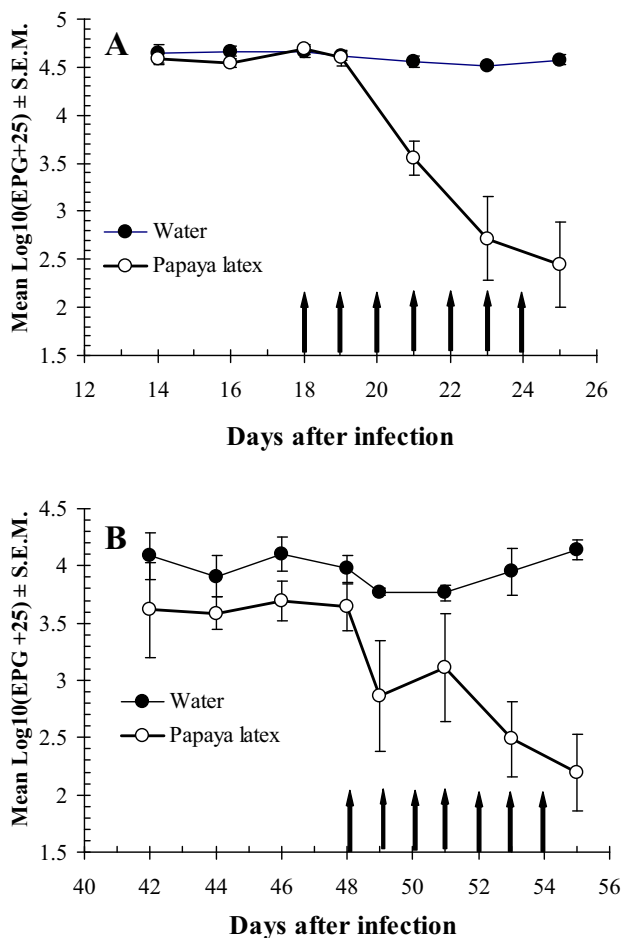 A
Mean Log10(EPG+25) ± S.E.M.
5
4.5
4
3.5
3
2.5
2
1.5
Water
Papaya latex
12 14 16 18 20 22 24 26
Days after infection
B
Mean Log10(EPG +25) ± S.E.M.
4.5
4
3.5
3
2.5
2
1.5
Water
Papaya latex
40 42 44 46 48 50 52 54 56
Days after infection